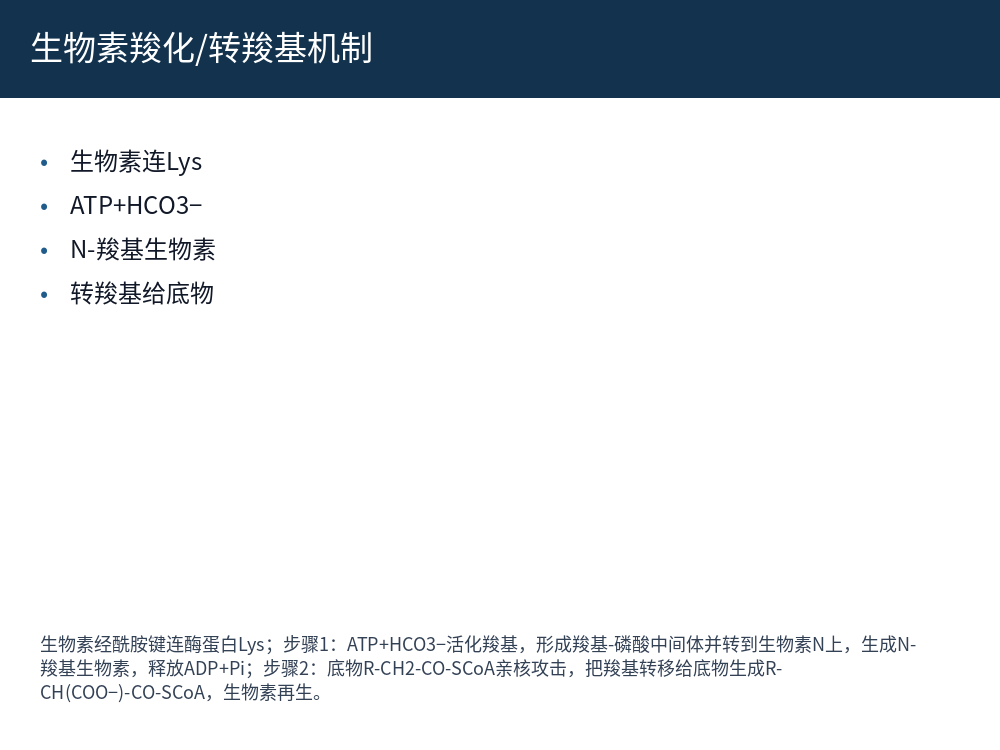 生物素羧化/转羧基机制
• 生物素连Lys
• ATP+HCO3−
• N-羧基生物素
• 转羧基给底物
生物素经酰胺键连酶蛋白Lys；步骤1：ATP+HCO3−活化羧基，形成羧基-磷酸中间体并转到生物素N上，生成N-
羧基生物素，释放ADP+Pi；步骤2：底物R-CH2-CO-SCoA亲核攻击，把羧基转移给底物生成R-
CH(COO−)-CO-SCoA，生物素再生。